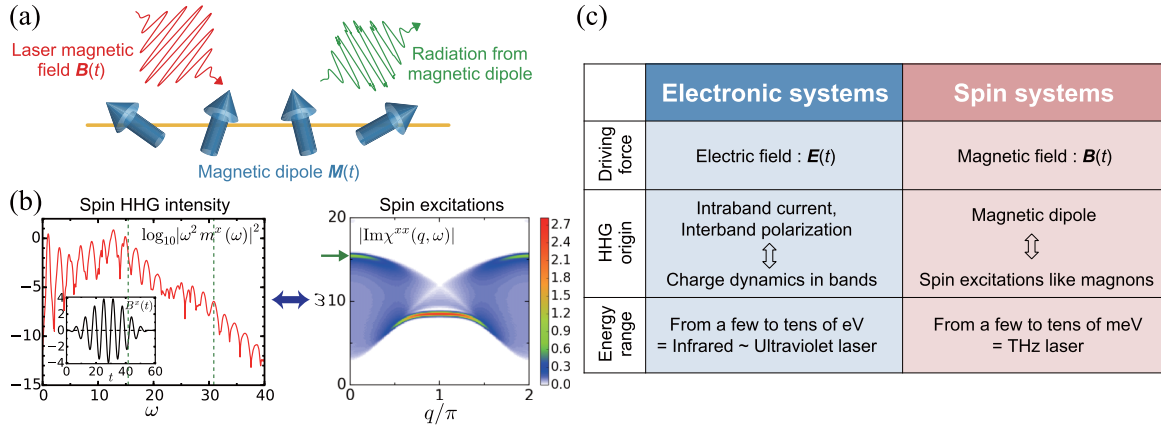 (a)
Laser magnetic
field B(t)
Radiation from
magnetic dipole
Magnetic dipole M(t)
(b)
Spin HHG intensity
log₁₀|ω² mˣ(ω)|²
0
−5
−10
−15
0 10 20 30 40
ω
Bˣ(t)
4
2
0
−2
−4
0 20 40 60
t
Spin excitations
|Imχˣˣ(q, ω)|
20
10
0
ω
0 1 2
q/π
2.7
2.4
2.1
1.8
1.5
1.2
0.9
0.6
0.3
0.0
(c)
Electronic systems
Spin systems
Driving
force
Electric field : E(t)
Magnetic field : B(t)
HHG
origin
Intraband current,
Interband polarization
Charge dynamics in bands
Magnetic dipole
Spin excitations like magnons
Energy
range
From a few to tens of eV
= Infrared ~ Ultraviolet laser
From a few to tens of meV
= THz laser